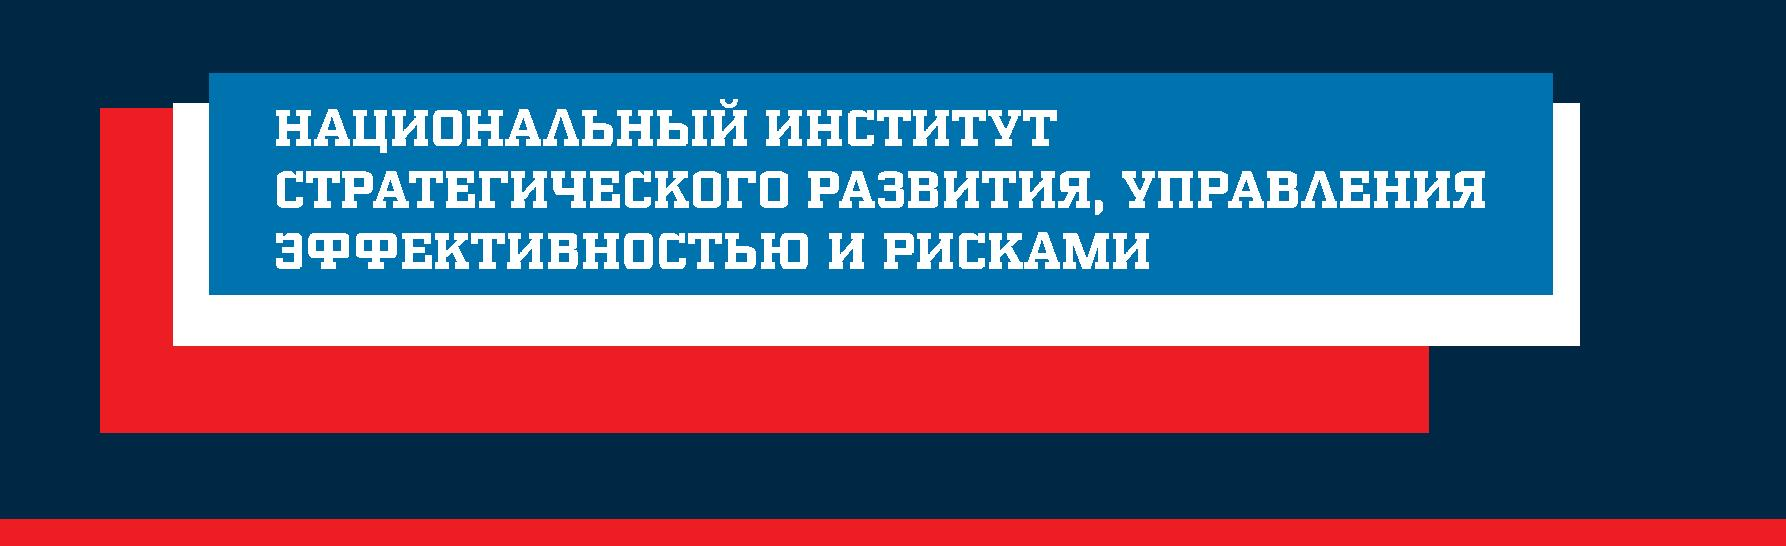 НАЦИОНАЛЬНЫЙ ИНСТИТУТ
СТРАТЕГИЧЕСКОГО РАЗВИТИЯ, УПРАВЛЕНИЯ
ЭФФЕКТИВНОСТЬЮ И РИСКАМИ